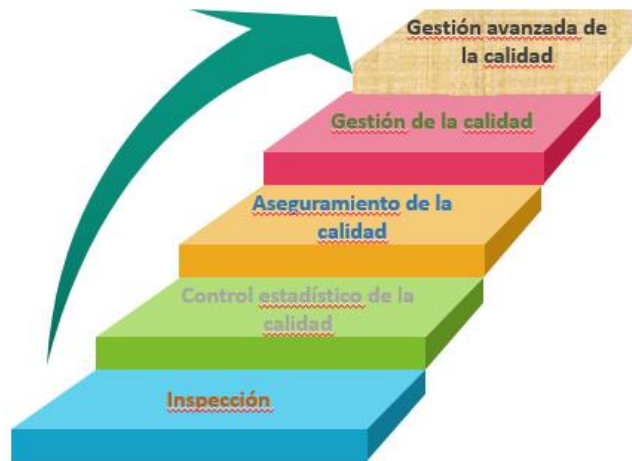 Gestión avanzada de
la calidad
Gestión de la calidad
Aseguramiento de la
calidad
Control estadístico de la
calidad
Inspección